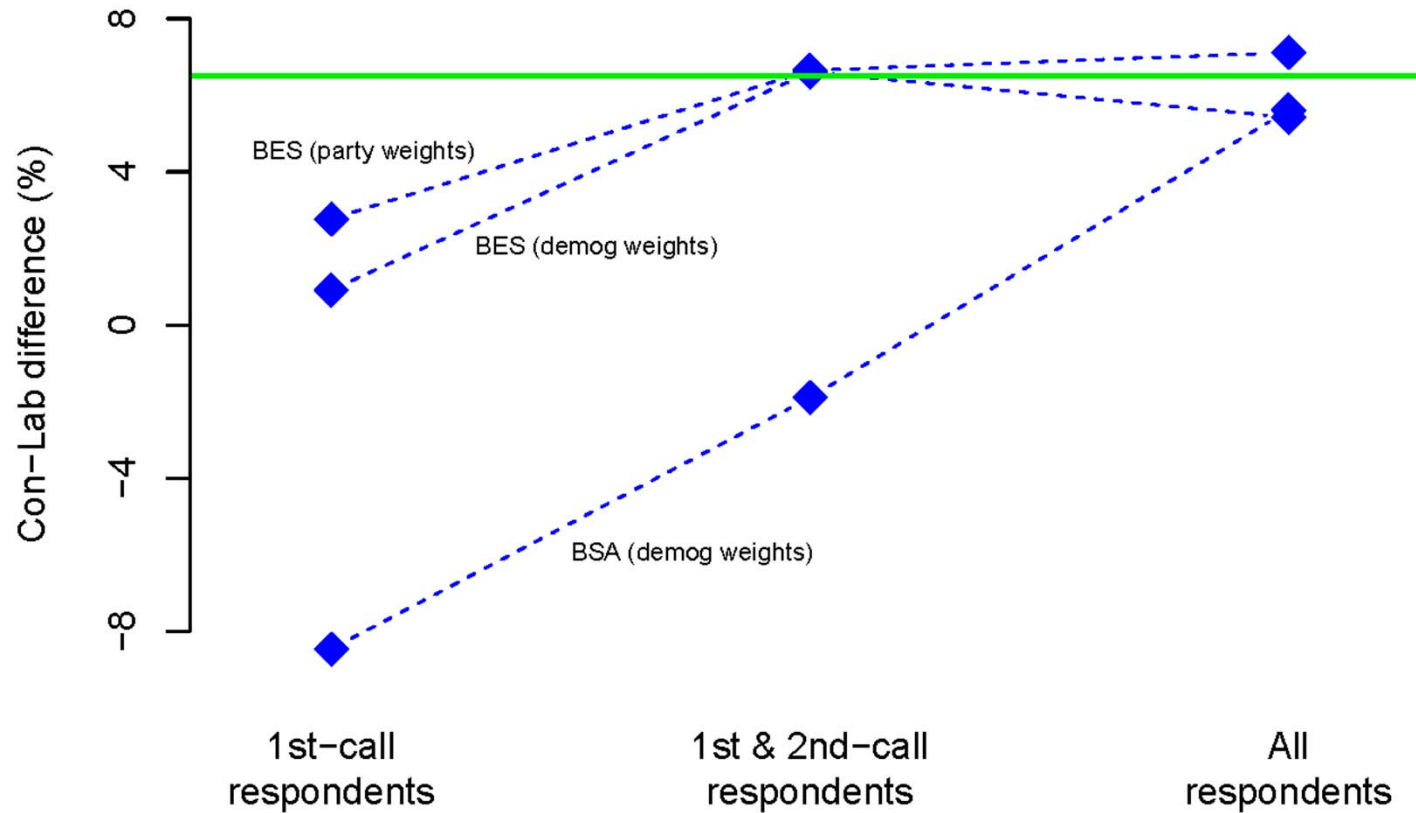 Con−Lab difference (%)
8
4
0
−4
−8
BES (party weights)
BES (demog weights)
BSA (demog weights)
1st−call
respondents
1st & 2nd−call
respondents
All
respondents